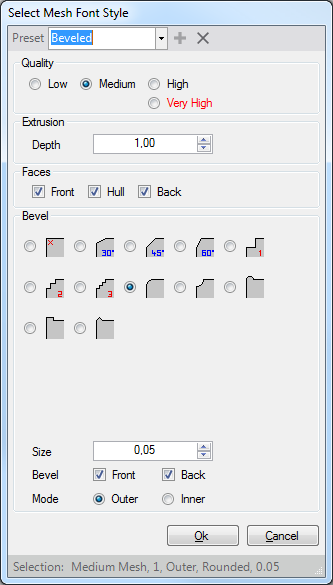 Select Mesh Font Style
Preset Beveled
Quality
Low Medium High
Very High
Extrusion
Depth 1,00
Faces
Front Hull Back
Bevel
30° 45° 60° 1
2 3
Size 0,05
Bevel Front Back
Mode Outer Inner
Ok Cancel
Selection: Medium Mesh, 1, Outer, Rounded, 0.05